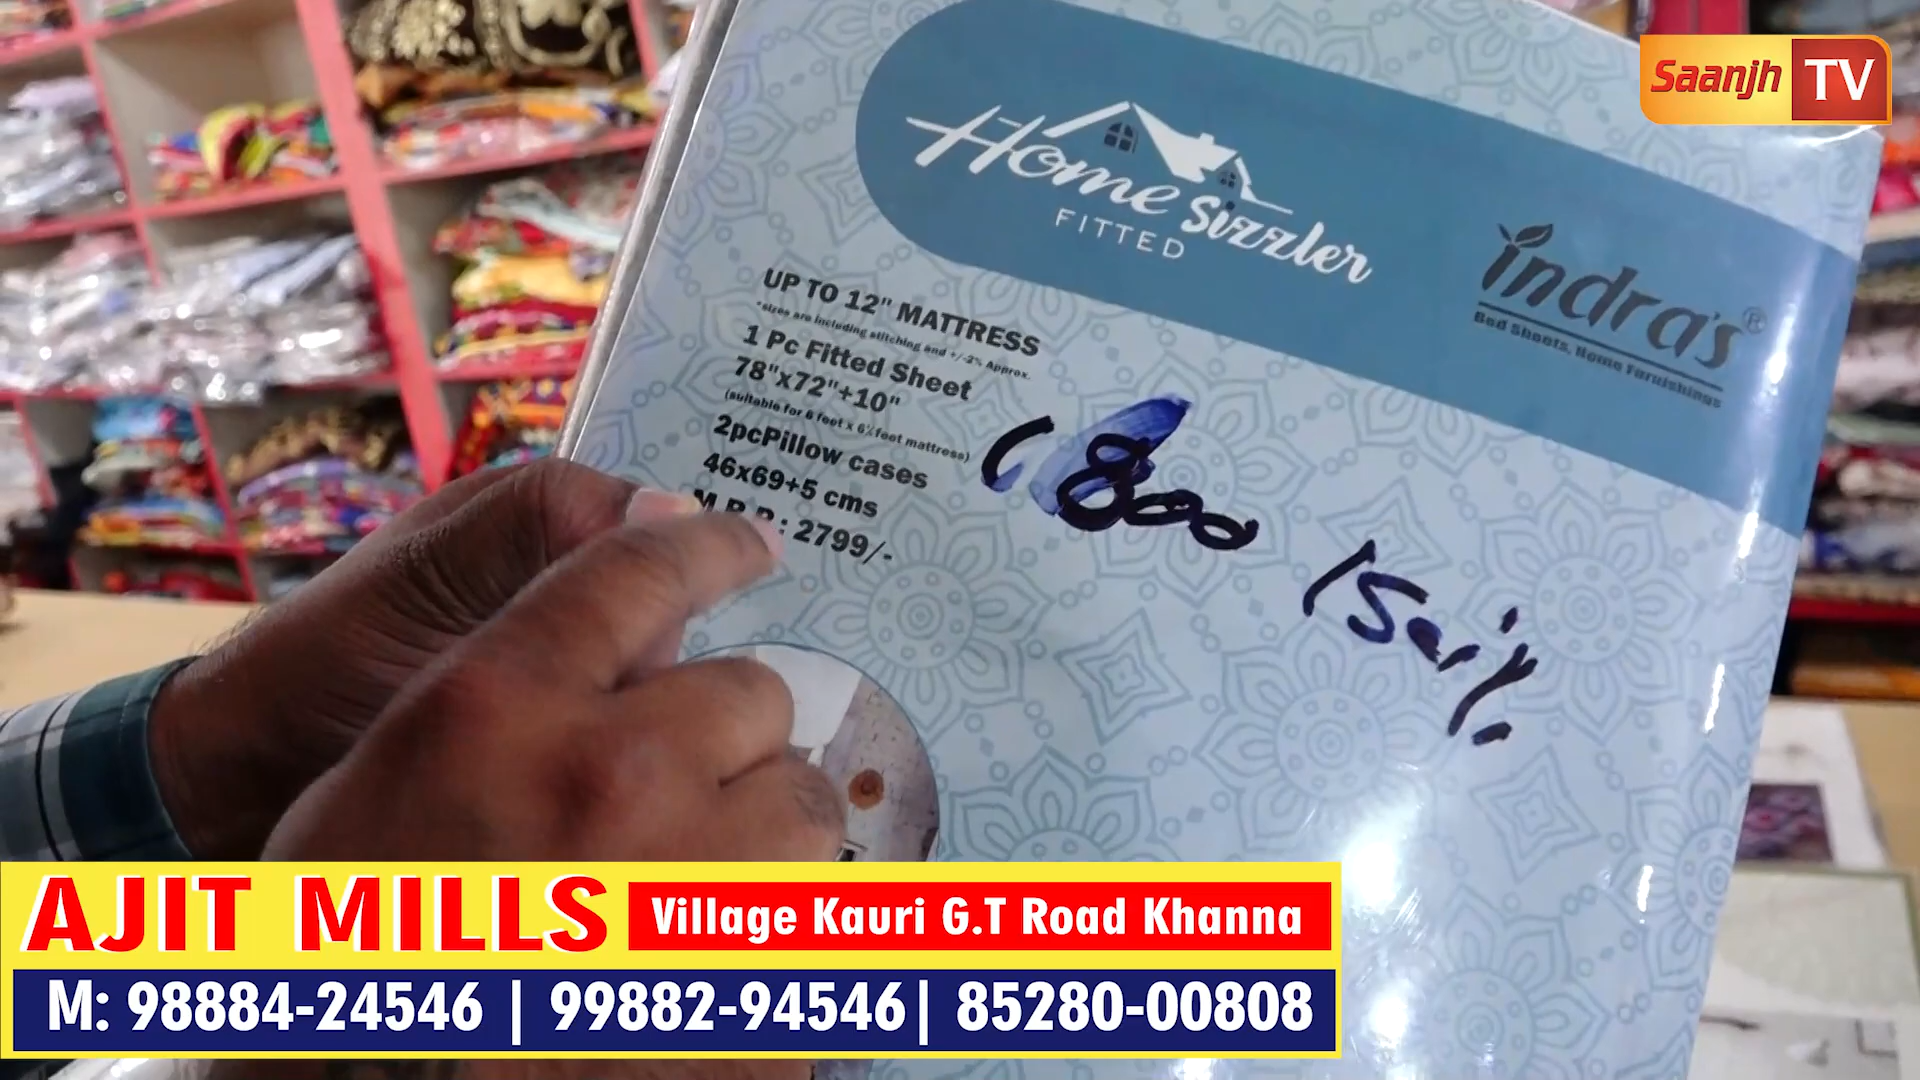 Saanjh TV
Home Sizzler
FITTED
indra's®
Bed Sheets, Home Furnishings
UP TO 12" MATTRESS
*sizes are including stitching and +/-2% Approx.
1 Pc Fitted Sheet
78"x72"+10"
(suitable for 6 feet x 6½ feet mattress)
2pcPillow cases
46x69+5 cms
M.R.P.: 2799/-
1800
AJIT MILLS
Village Kauri G.T Road Khanna
M: 98884-24546 | 99882-94546| 85280-00808